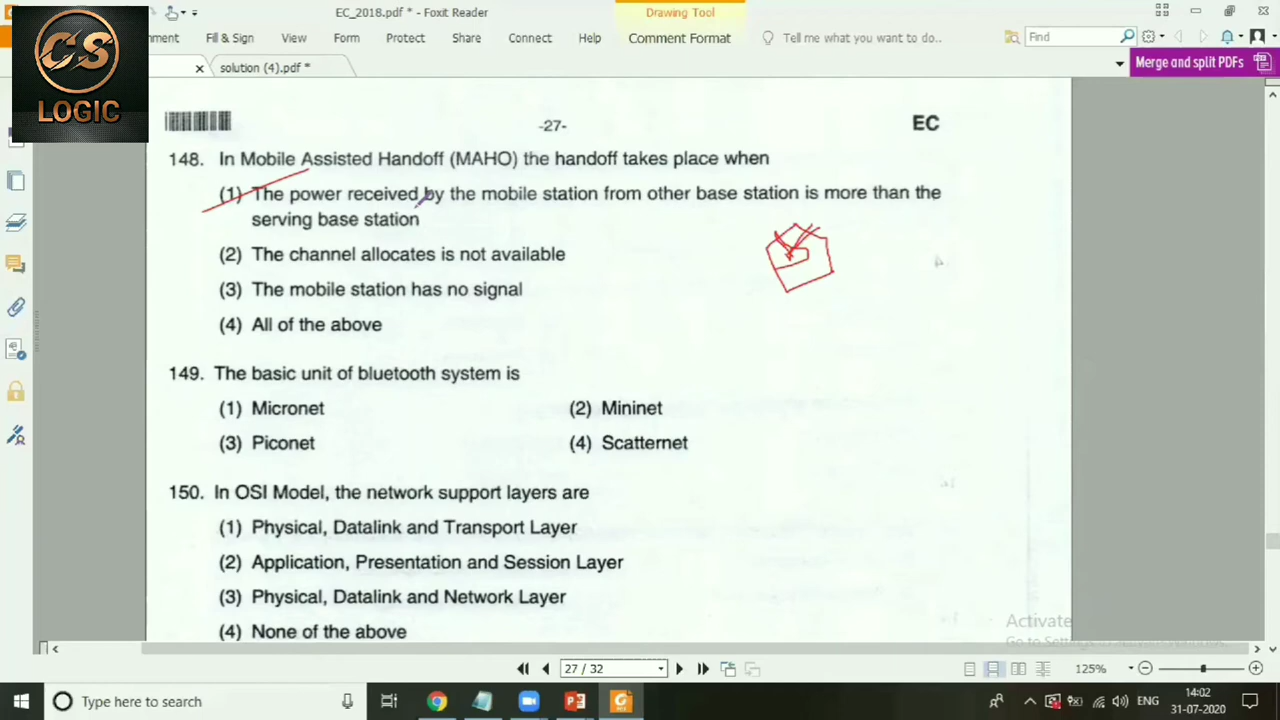 EC_2018.pdf * - Foxit Reader
Drawing Tool
mment Fill & Sign View Form Protect Share Connect Help Comment Format Tell me what you want to do.. Find
solution (4).pdf *
Merge and split PDFs
CS
LOGIC
-27-
EC
148. In Mobile Assisted Handoff (MAHO) the handoff takes place when
(1) The power received by the mobile station from other base station is more than the
serving base station
(2) The channel allocates is not available
(3) The mobile station has no signal
(4) All of the above
149. The basic unit of bluetooth system is
(1) Micronet (2) Mininet
(3) Piconet (4) Scatternet
150. In OSI Model, the network support layers are
(1) Physical, Datalink and Transport Layer
(2) Application, Presentation and Session Layer
(3) Physical, Datalink and Network Layer
(4) None of the above
Activate
Go to Settings
27 / 32
125%
Type here to search
ENG
14:02
31-07-2020